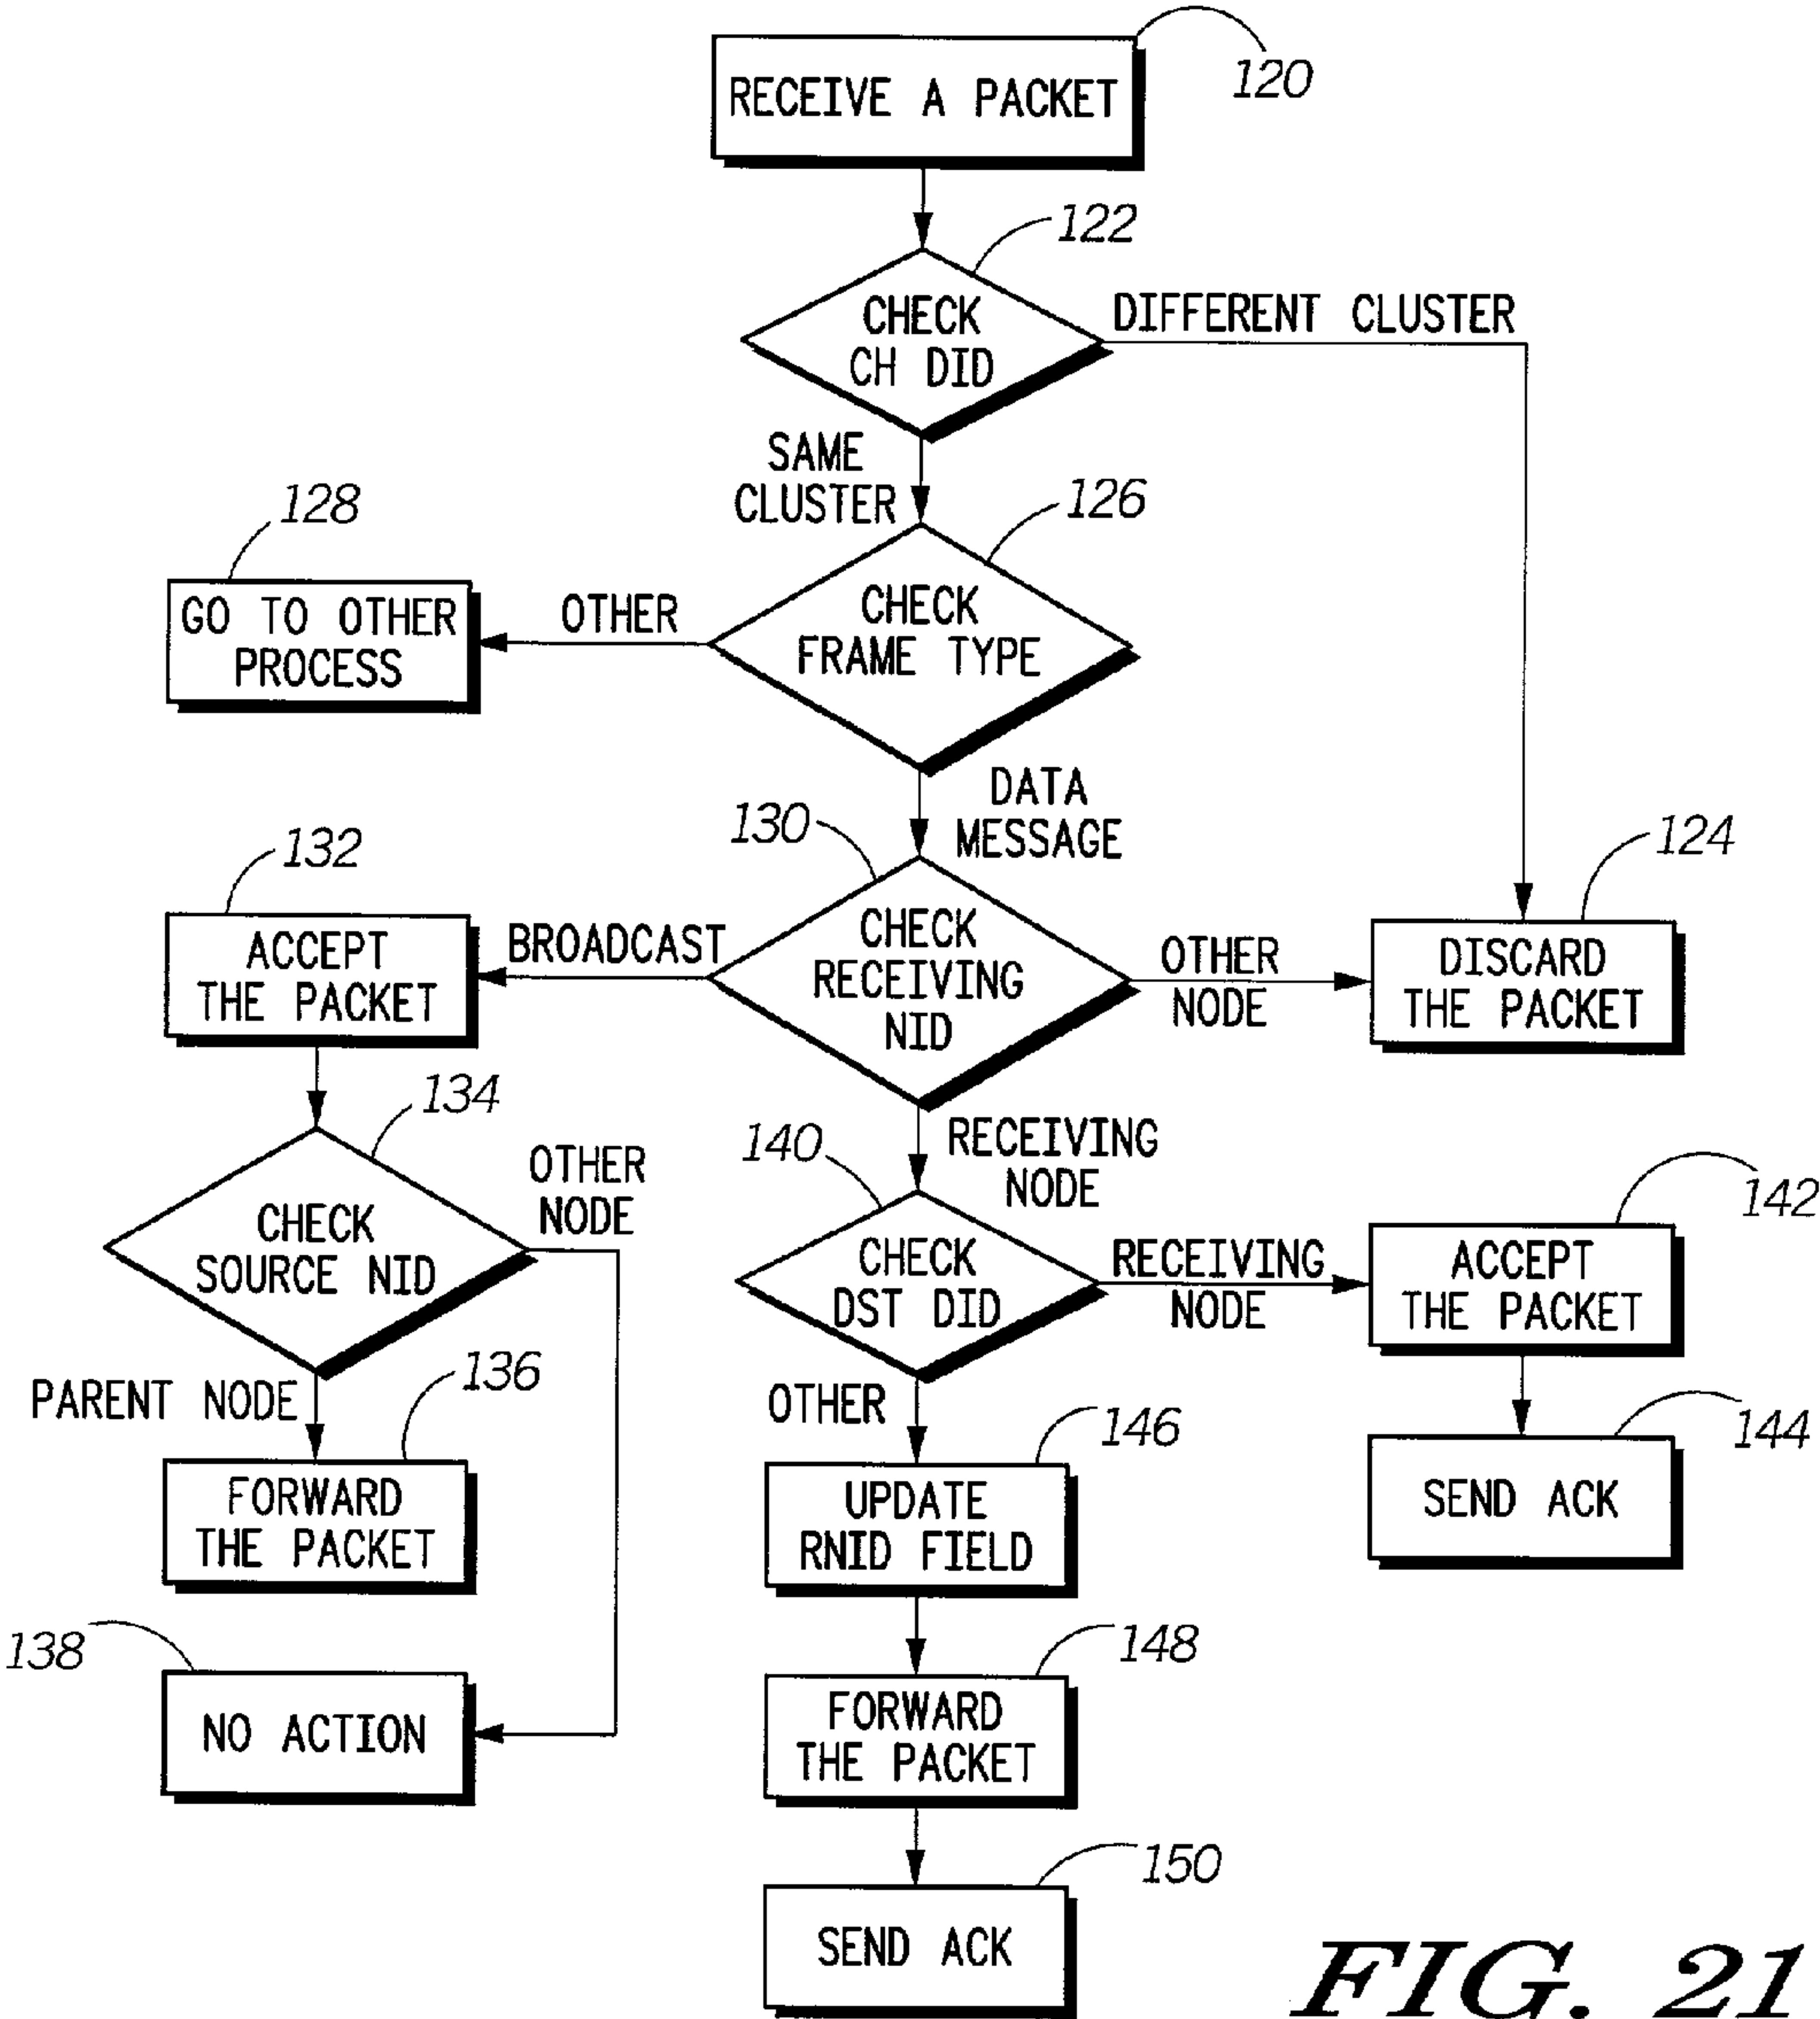 RECEIVE A PACKET
120
122
CHECK
CH DID
DIFFERENT CLUSTER
SAME
CLUSTER
126
128
GO TO OTHER
PROCESS
OTHER
CHECK
FRAME TYPE
DATA
MESSAGE
130
132
124
ACCEPT
THE PACKET
BROADCAST
CHECK
RECEIVING
NID
OTHER
NODE
DISCARD
THE PACKET
134
OTHER
NODE
CHECK
SOURCE NID
140
RECEIVING
NODE
142
CHECK
DST DID
RECEIVING
NODE
ACCEPT
THE PACKET
PARENT NODE
136
OTHER
146
144
FORWARD
THE PACKET
UPDATE
RNID FIELD
SEND ACK
138
NO ACTION
148
FORWARD
THE PACKET
150
SEND ACK
FIG. 21